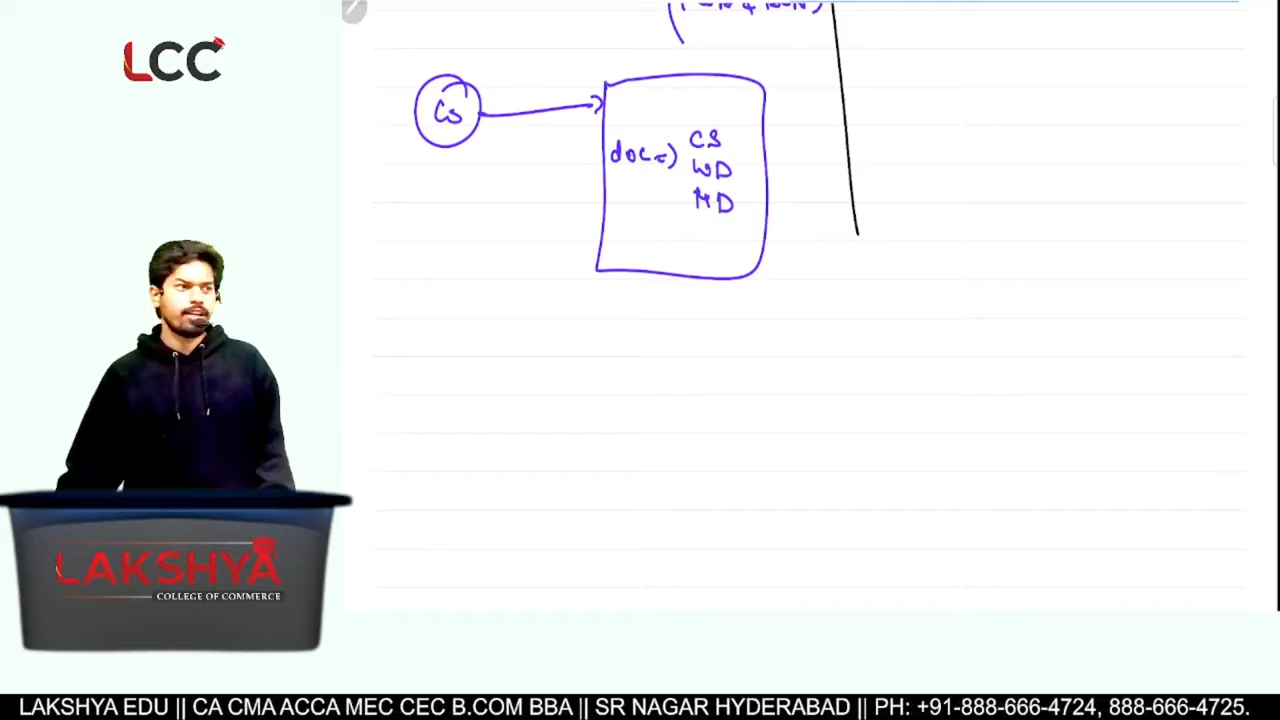 LCC
Cs
doc =)
CS
WD
MD
LAKSHYA
COLLEGE OF COMMERCE
LAKSHYA EDU || CA CMA ACCA MEC CEC B.COM BBA || SR NAGAR HYDERABAD || PH: +91-888-666-4724, 888-666-4725.